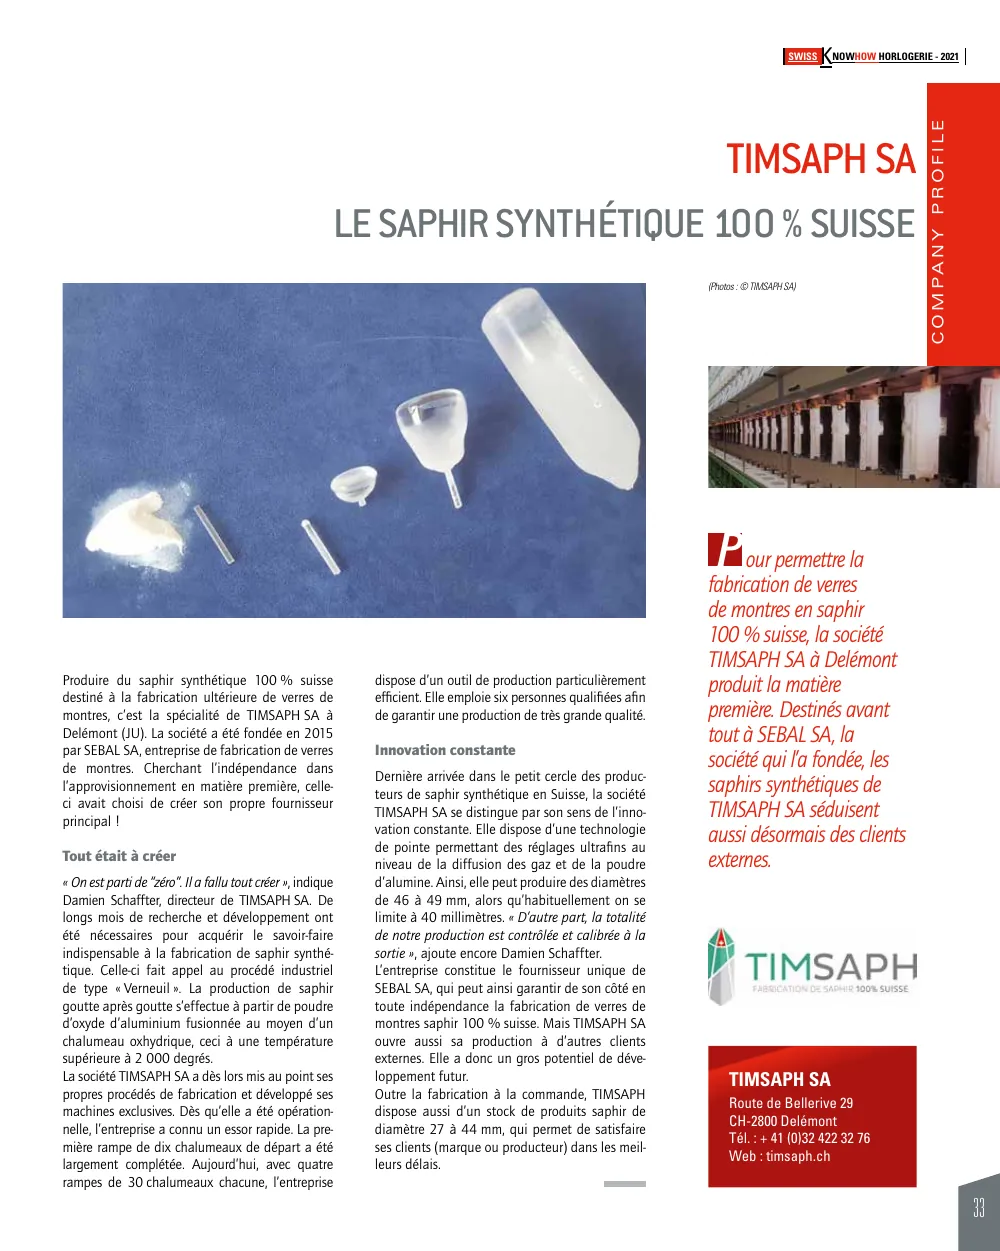 SWISS KNOWHOW HORLOGERIE - 2021
COMPANY PROFILE
TIMSAPH SA
LE SAPHIR SYNTHÉTIQUE 100 % SUISSE
(Photos : © TIMSAPH SA)
Pour permettre la
fabrication de verres
de montres en saphir
100 % suisse, la société
TIMSAPH SA à Delémont
produit la matière
première. Destinés avant
tout à SEBAL SA, la
société qui l’a fondée, les
saphirs synthétiques de
TIMSAPH SA séduisent
aussi désormais des clients
externes.
Produire du saphir synthétique 100 % suisse
destiné à la fabrication ultérieure de verres de
montres, c’est la spécialité de TIMSAPH SA à
Delémont (JU). La société a été fondée en 2015
par SEBAL SA, entreprise de fabrication de verres
de montres. Cherchant l’indépendance dans
l’approvisionnement en matière première, celle-
ci avait choisi de créer son propre fournisseur
principal !
Tout était à créer
« On est parti de “zéro”. Il a fallu tout créer », indique
Damien Schaffter, directeur de TIMSAPH SA. De
longs mois de recherche et développement ont
été nécessaires pour acquérir le savoir-faire
indispensable à la fabrication de saphir synthé-
tique. Celle-ci fait appel au procédé industriel
de type « Verneuil ». La production de saphir
goutte après goutte s’effectue à partir de poudre
d’oxyde d’aluminium fusionnée au moyen d’un
chalumeau oxhydrique, ceci à une température
supérieure à 2 000 degrés.
La société TIMSAPH SA a dès lors mis au point ses
propres procédés de fabrication et développé ses
machines exclusives. Dès qu’elle a été opération-
nelle, l’entreprise a connu un essor rapide. La pre-
mière rampe de dix chalumeaux de départ a été
largement complétée. Aujourd’hui, avec quatre
rampes de 30 chalumeaux chacune, l’entreprise
dispose d’un outil de production particulièrement
efficient. Elle emploie six personnes qualifiées afin
de garantir une production de très grande qualité.
Innovation constante
Dernière arrivée dans le petit cercle des produc-
teurs de saphir synthétique en Suisse, la société
TIMSAPH SA se distingue par son sens de l’inno-
vation constante. Elle dispose d’une technologie
de pointe permettant des réglages ultrafins au
niveau de la diffusion des gaz et de la poudre
d’alumine. Ainsi, elle peut produire des diamètres
de 46 à 49 mm, alors qu’habituellement on se
limite à 40 millimètres. « D’autre part, la totalité
de notre production est contrôlée et calibrée à la
sortie », ajoute encore Damien Schaffter.
L’entreprise constitue le fournisseur unique de
SEBAL SA, qui peut ainsi garantir de son côté en
toute indépendance la fabrication de verres de
montres saphir 100 % suisse. Mais TIMSAPH SA
ouvre aussi sa production à d’autres clients
externes. Elle a donc un gros potentiel de déve-
loppement futur.
Outre la fabrication à la commande, TIMSAPH
dispose aussi d’un stock de produits saphir de
diamètre 27 à 44 mm, qui permet de satisfaire
ses clients (marque ou producteur) dans les meil-
leurs délais.
TIMSAPH
FABRICATION DE SAPHIR 100% SUISSE
TIMSAPH SA
Route de Bellerive 29
CH-2800 Delémont
Tél. : + 41 (0)32 422 32 76
Web : timsaph.ch
33